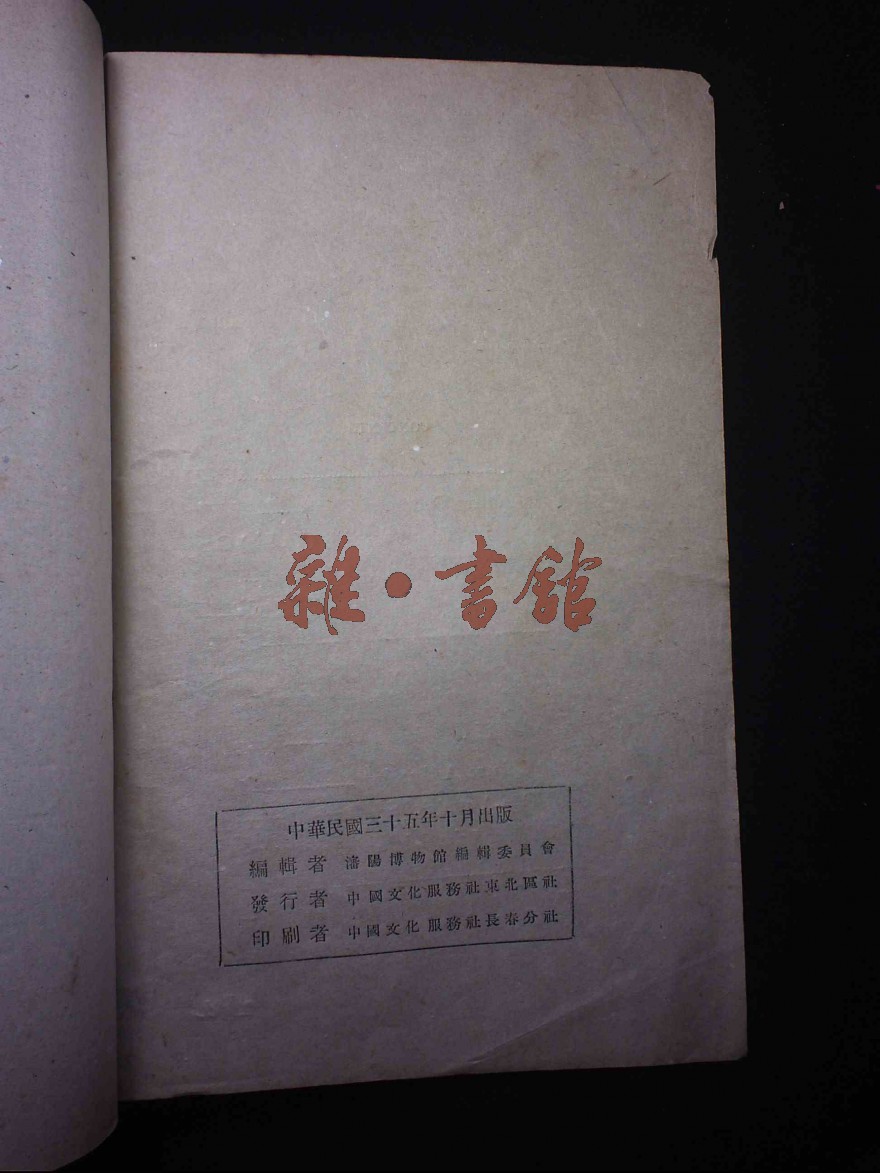 雜·書館
中華民國三十五年十月出版
編輯者 瀋陽博物館編輯委員會
發行者 中國文化服務社東北區社
印刷者 中國文化服務社長春分社